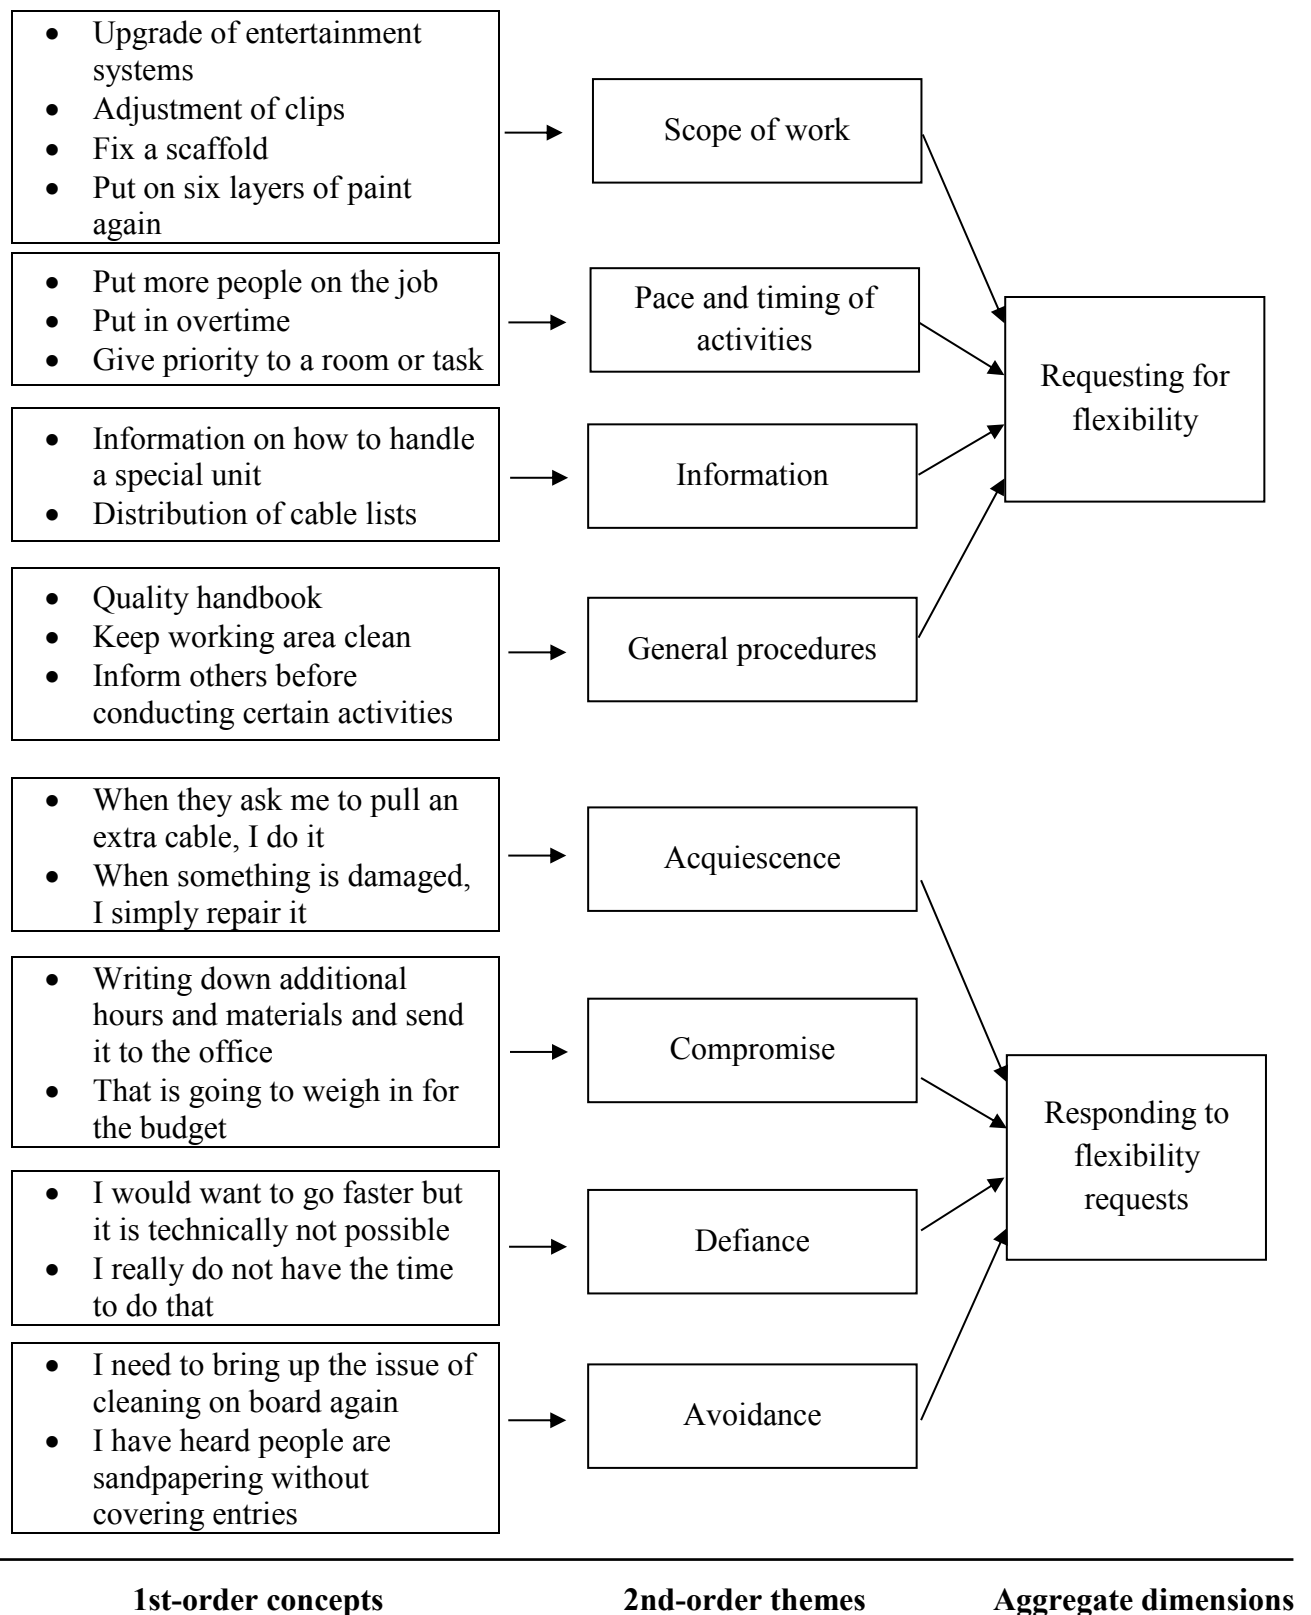 • Upgrade of entertainment
systems
• Adjustment of clips
• Fix a scaffold
• Put on six layers of paint
again
Scope of work
• Put more people on the job
• Put in overtime
• Give priority to a room or task
Pace and timing of
activities
• Information on how to handle
a special unit
• Distribution of cable lists
Information
• Quality handbook
• Keep working area clean
• Inform others before
conducting certain activities
General procedures
Requesting for
flexibility
• When they ask me to pull an
extra cable, I do it
• When something is damaged,
I simply repair it
Acquiescence
• Writing down additional
hours and materials and send
it to the office
• That is going to weigh in for
the budget
Compromise
• I would want to go faster but
it is technically not possible
• I really do not have the time
to do that
Defiance
• I need to bring up the issue of
cleaning on board again
• I have heard people are
sandpapering without
covering entries
Avoidance
Responding to
flexibility
requests
1st-order concepts
2nd-order themes
Aggregate dimensions